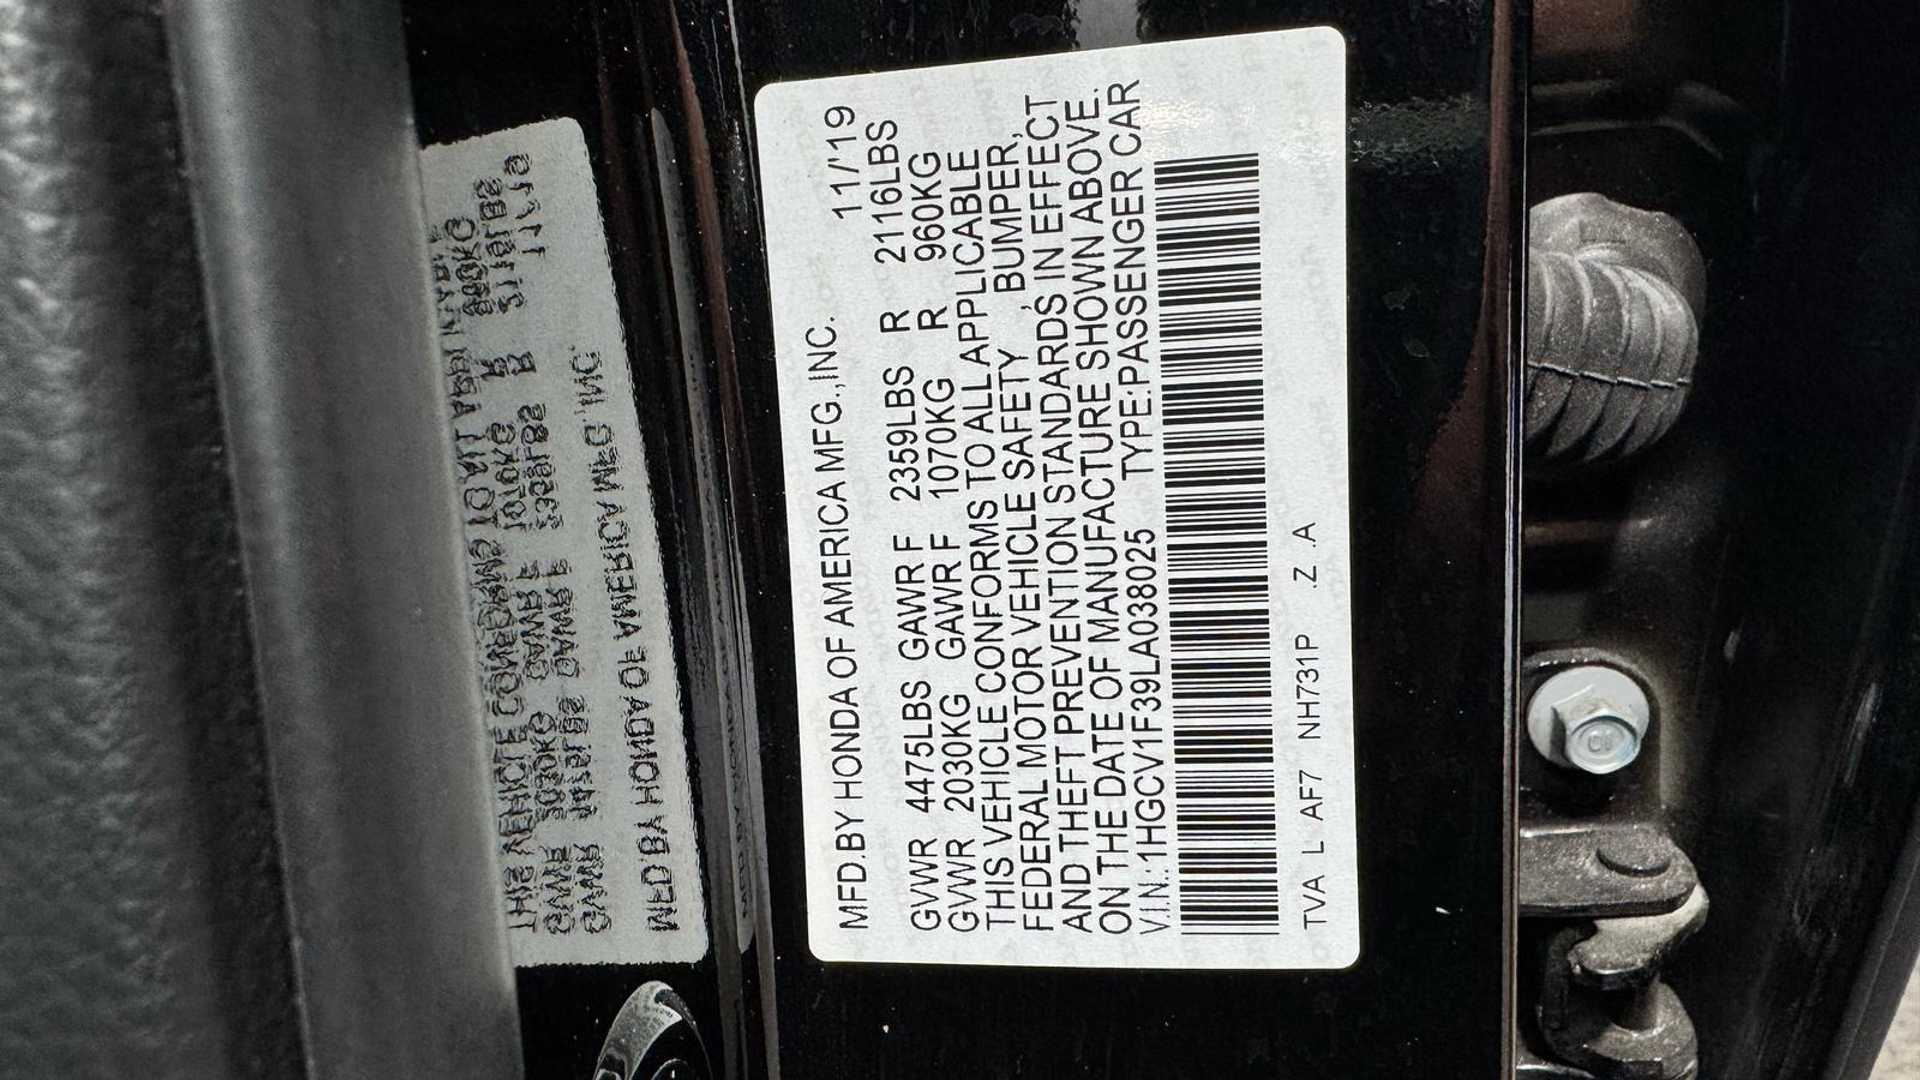 MFD.BY HONDA OF AMERICA MFG.,INC. 11/'19
GVWR 4475LBS GAWR F 2359LBS R 2116LBS
GVWR 2030KG GAWR F 1070KG R 960KG
THIS VEHICLE CONFORMS TO ALL APPLICABLE
FEDERAL MOTOR VEHICLE SAFETY , BUMPER,
AND THEFT PREVENTION STANDARDS IN EFFECT
ON THE DATE OF MANUFACTURE SHOWN ABOVE.
V.I.N.:1HGCV1F39LA038025 TYPE:PASSENGER CAR
TVA L AF7 NH731P .Z .A